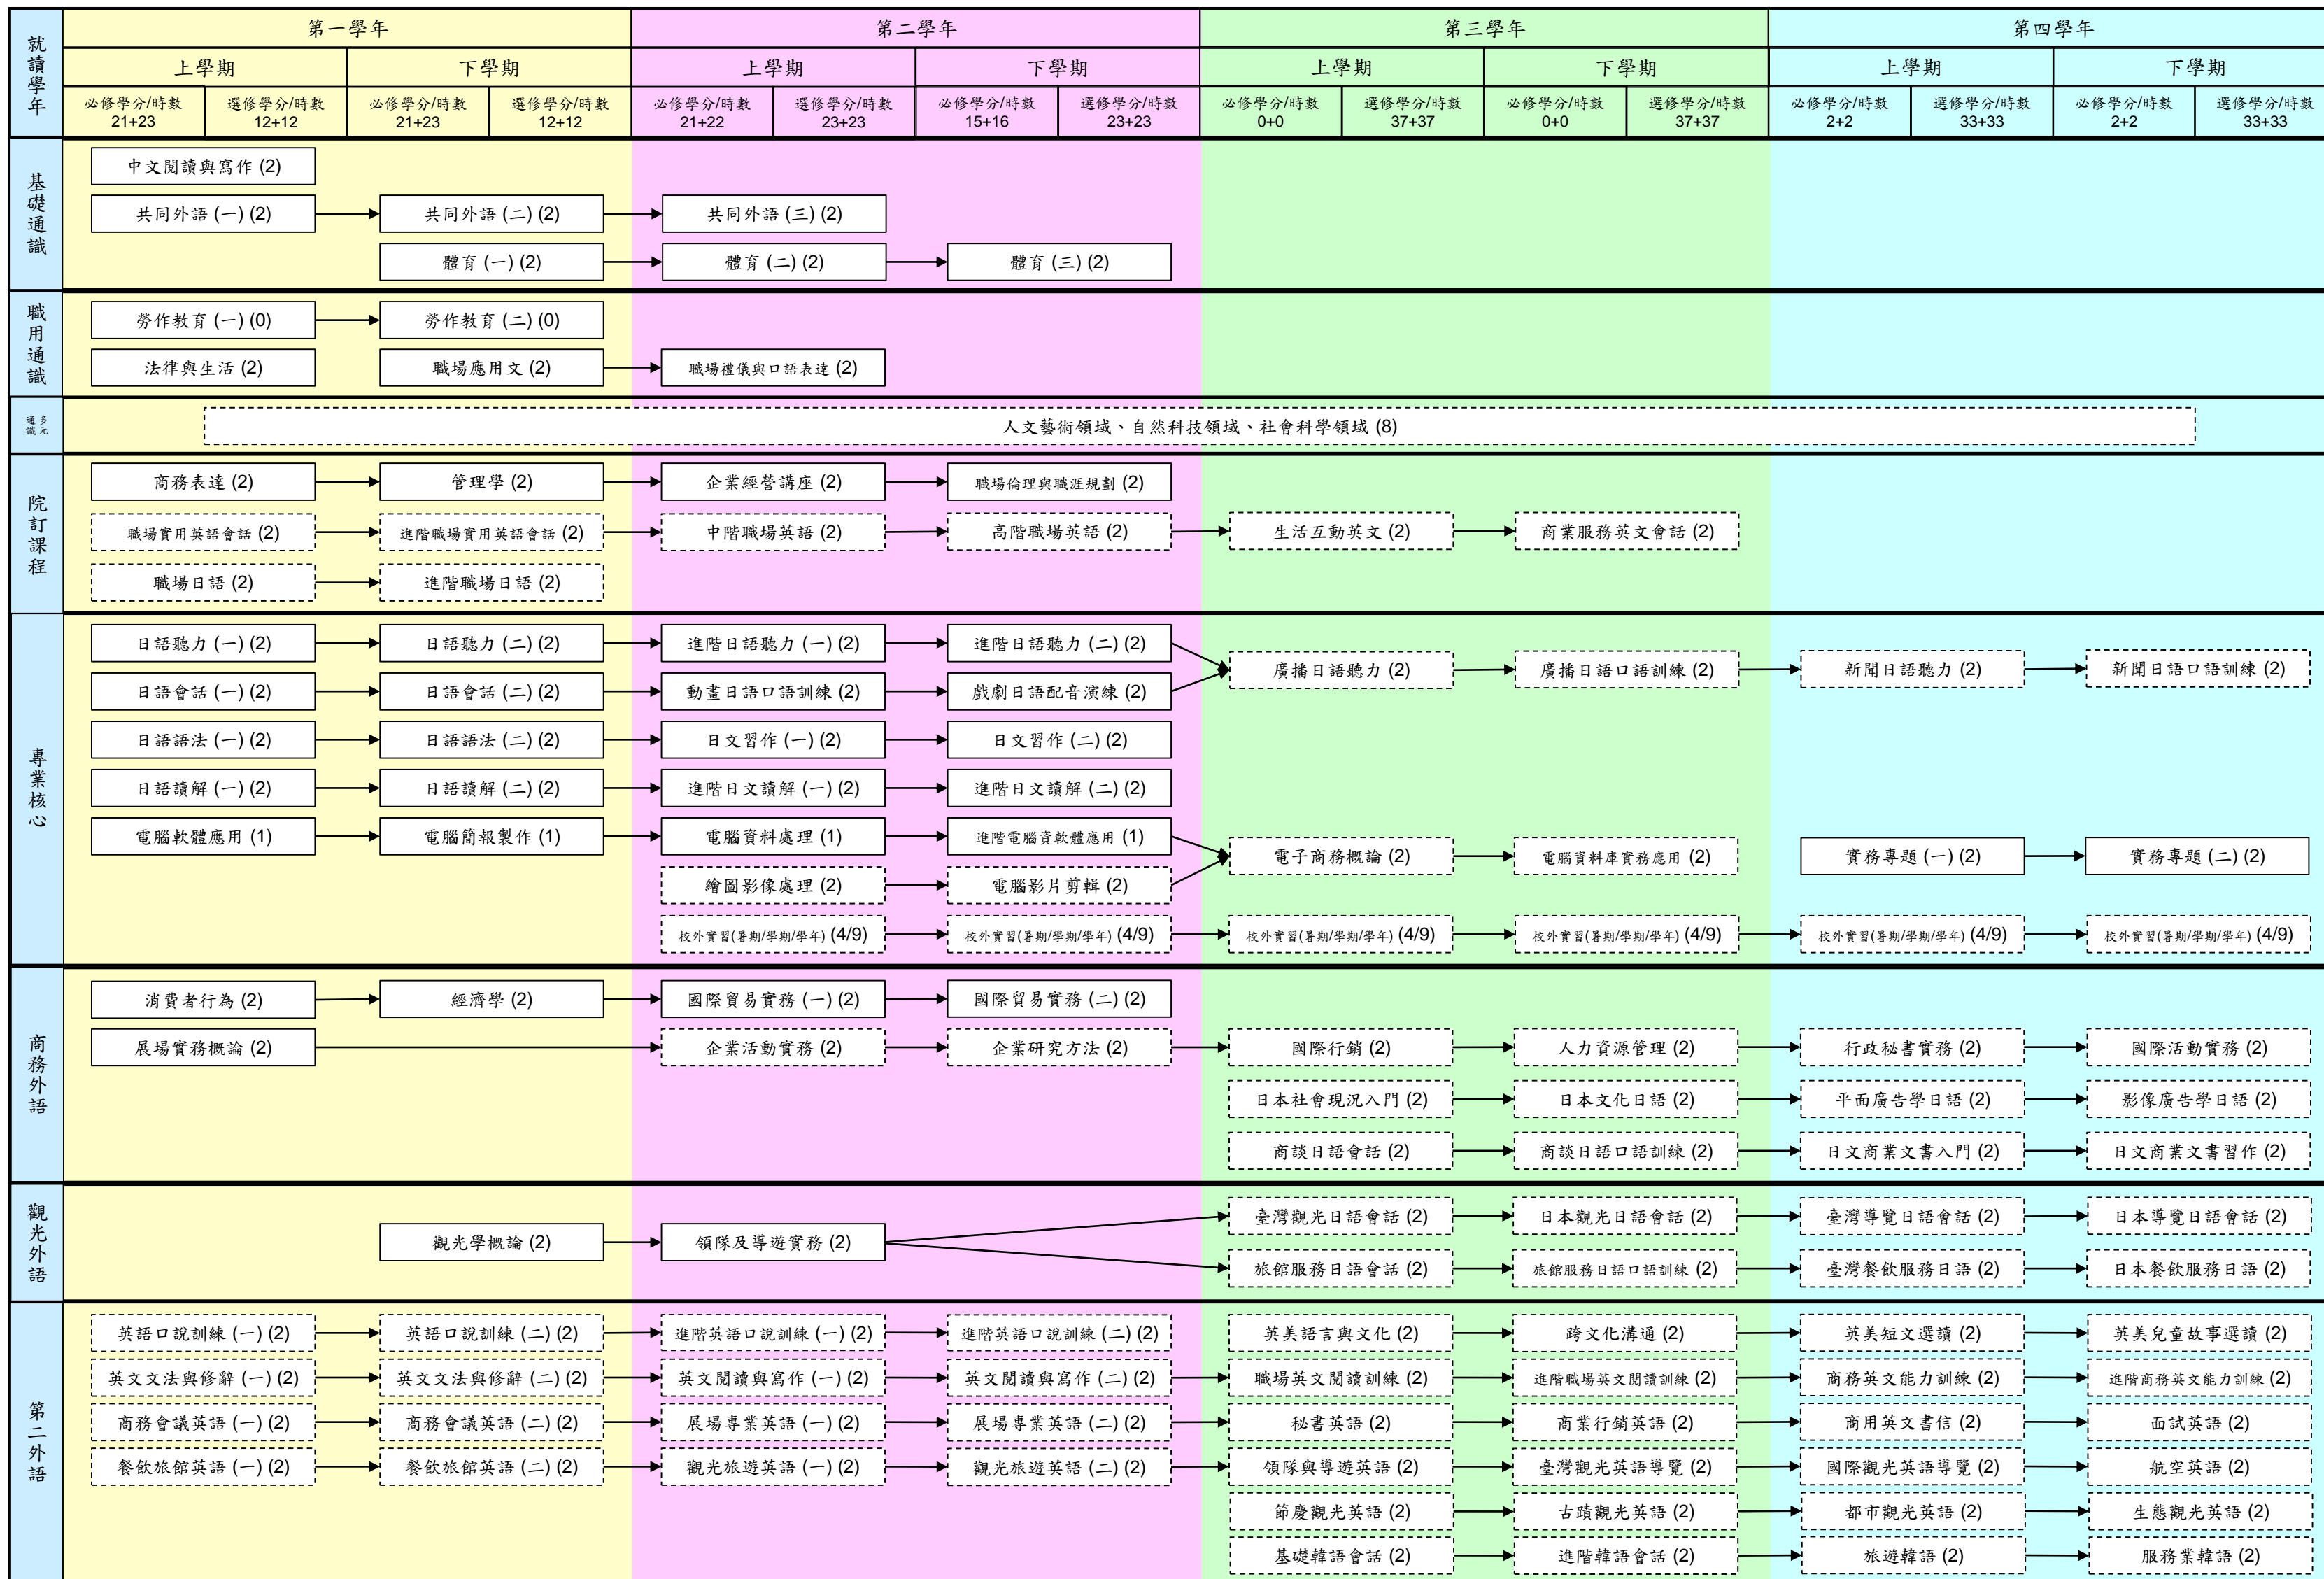 就讀學年
第一學年 第二學年 第三學年 第四學年
上學期 下學期 上學期 下學期 上學期 下學期 上學期 下學期
必修學分/時數 選修學分/時數 必修學分/時數 選修學分/時數 必修學分/時數 選修學分/時數 必修學分/時數 選修學分/時數 必修學分/時數 選修學分/時數 必修學分/時數 選修學分/時數 必修學分/時數 選修學分/時數 必修學分/時數 選修學分/時數
21+23 12+12 21+23 12+12 21+22 23+23 15+16 23+23 0+0 37+37 0+0 37+37 2+2 33+33 2+2 33+33
基礎通識
中文閱讀與寫作 (2)
共同外語 (一) (2) 共同外語 (二) (2) 共同外語 (三) (2)
體育 (一) (2) 體育 (二) (2) 體育 (三) (2)
職用通識
勞作教育 (一) (0) 勞作教育 (二) (0)
法律與生活 (2) 職場應用文 (2) 職場禮儀與口語表達 (2)
多元通識
人文藝術領域、自然科技領域、社會科學領域 (8)
院訂課程
商務表達 (2) 管理學 (2) 企業經營講座 (2) 職場倫理與職涯規劃 (2)
職場實用英語會話 (2) 進階職場實用英語會話 (2) 中階職場英語 (2) 高階職場英語 (2) 生活互動英文 (2) 商業服務英文會話 (2)
職場日語 (2) 進階職場日語 (2)
專業核心
日語聽力 (一) (2) 日語聽力 (二) (2) 進階日語聽力 (一) (2) 進階日語聽力 (二) (2)
廣播日語聽力 (2) 廣播日語口語訓練 (2) 新聞日語聽力 (2) 新聞日語口語訓練 (2)
日語會話 (一) (2) 日語會話 (二) (2) 動畫日語口語訓練 (2) 戲劇日語配音演練 (2)
日語語法 (一) (2) 日語語法 (二) (2) 日文習作 (一) (2) 日文習作 (二) (2)
日語讀解 (一) (2) 日語讀解 (二) (2) 進階日文讀解 (一) (2) 進階日文讀解 (二) (2)
電腦軟體應用 (1) 電腦簡報製作 (1) 電腦資料處理 (1) 進階電腦資軟體應用 (1)
電子商務概論 (2) 電腦資料庫實務應用 (2) 實務專題 (一) (2) 實務專題 (二) (2)
繪圖影像處理 (2) 電腦影片剪輯 (2)
校外實習(暑期/學期/學年) (4/9) 校外實習(暑期/學期/學年) (4/9) 校外實習(暑期/學期/學年) (4/9) 校外實習(暑期/學期/學年) (4/9) 校外實習(暑期/學期/學年) (4/9) 校外實習(暑期/學期/學年) (4/9)
商務外語
消費者行為 (2) 經濟學 (2) 國際貿易實務 (一) (2) 國際貿易實務 (二) (2)
展場實務概論 (2) 企業活動實務 (2) 企業研究方法 (2) 國際行銷 (2) 人力資源管理 (2) 行政秘書實務 (2) 國際活動實務 (2)
日本社會現況入門 (2) 日本文化日語 (2) 平面廣告學日語 (2) 影像廣告學日語 (2)
商談日語會話 (2) 商談日語口語訓練 (2) 日文商業文書入門 (2) 日文商業文書習作 (2)
觀光外語
臺灣觀光日語會話 (2) 日本觀光日語會話 (2) 臺灣導覽日語會話 (2) 日本導覽日語會話 (2)
觀光學概論 (2) 領隊及導遊實務 (2)
旅館服務日語會話 (2) 旅館服務日語口語訓練 (2) 臺灣餐飲服務日語 (2) 日本餐飲服務日語 (2)
第二外語
英語口說訓練 (一) (2) 英語口說訓練 (二) (2) 進階英語口說訓練 (一) (2) 進階英語口說訓練 (二) (2) 英美語言與文化 (2) 跨文化溝通 (2) 英美短文選讀 (2) 英美兒童故事選讀 (2)
英文文法與修辭 (一) (2) 英文文法與修辭 (二) (2) 英文閱讀與寫作 (一) (2) 英文閱讀與寫作 (二) (2) 職場英文閱讀訓練 (2) 進階職場英文閱讀訓練 (2) 商務英文能力訓練 (2) 進階商務英文能力訓練 (2)
商務會議英語 (一) (2) 商務會議英語 (二) (2) 展場專業英語 (一) (2) 展場專業英語 (二) (2) 秘書英語 (2) 商業行銷英語 (2) 商用英文書信 (2) 面試英語 (2)
餐飲旅館英語 (一) (2) 餐飲旅館英語 (二) (2) 觀光旅遊英語 (一) (2) 觀光旅遊英語 (二) (2) 領隊與導遊英語 (2) 臺灣觀光英語導覽 (2) 國際觀光英語導覽 (2) 航空英語 (2)
節慶觀光英語 (2) 古蹟觀光英語 (2) 都市觀光英語 (2) 生態觀光英語 (2)
基礎韓語會話 (2) 進階韓語會話 (2) 旅遊韓語 (2) 服務業韓語 (2)